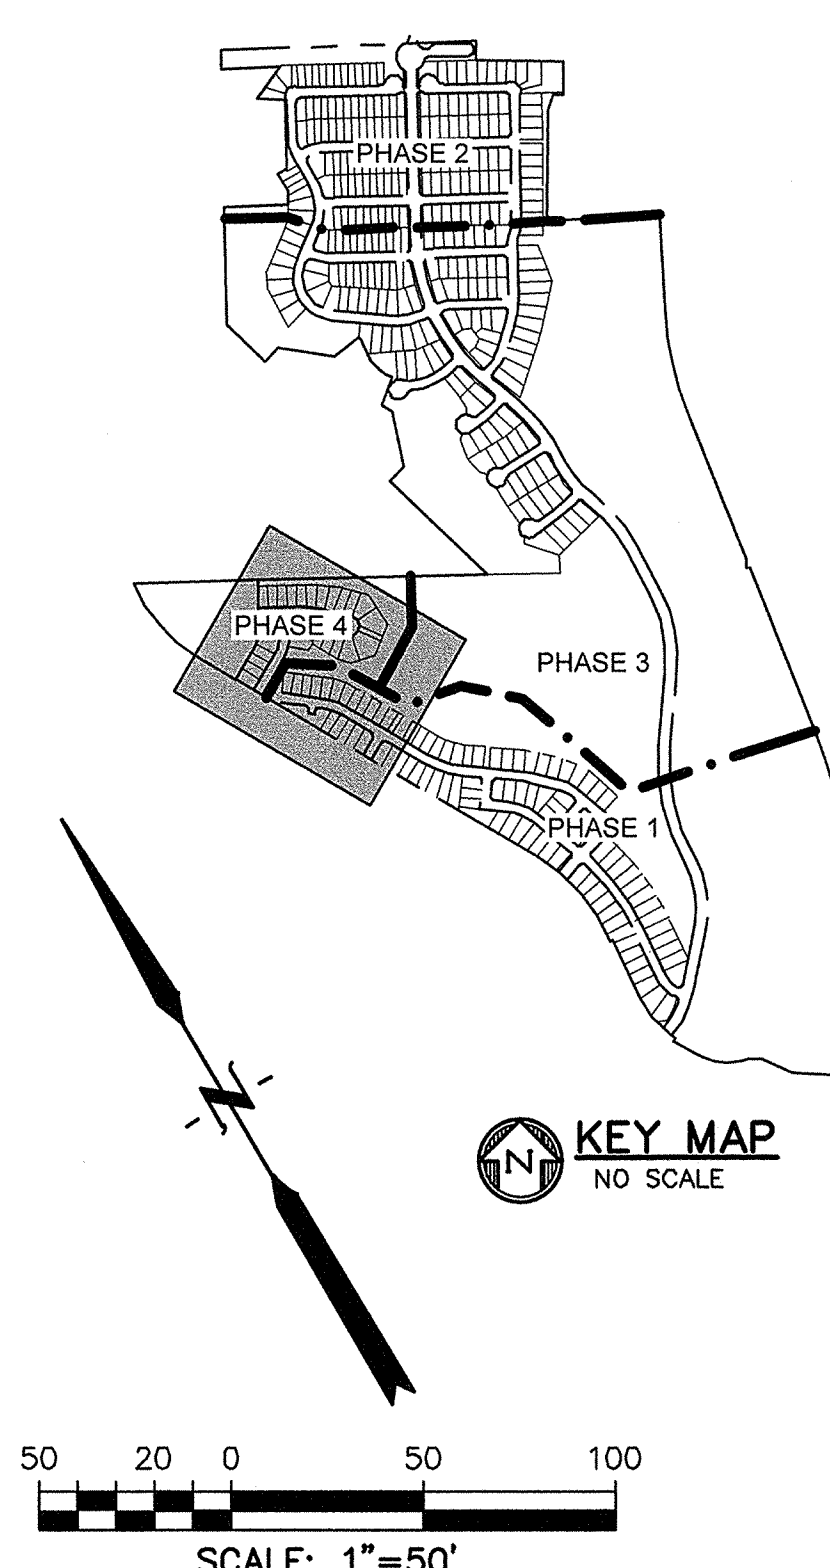 PHASE 2
PHASE 4
PHASE 3
PHASE 1
N
N
KEY MAP
NO SCALE
50 20 0 50 100
SCALE: 1"=50'